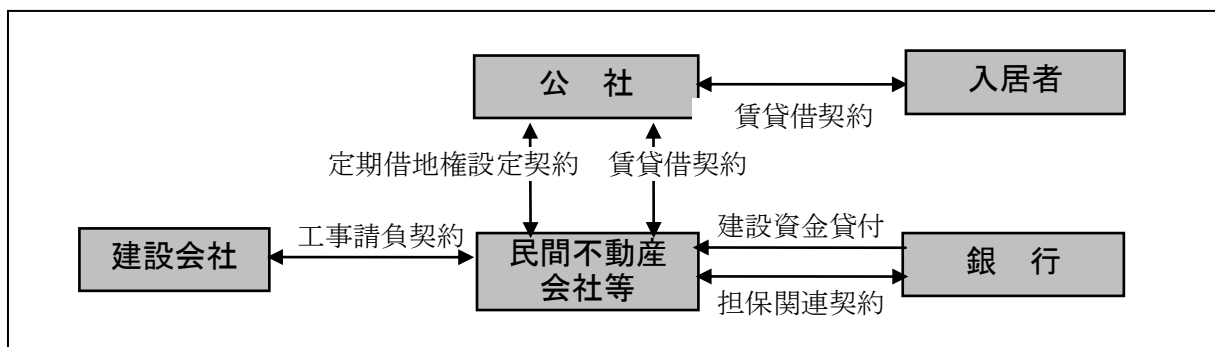 公　社
入居者
賃貸借契約
定期借地権設定契約
賃貸借契約
建設会社
工事請負契約
民間不動産
会社等
建設資金貸付
銀　行
担保関連契約